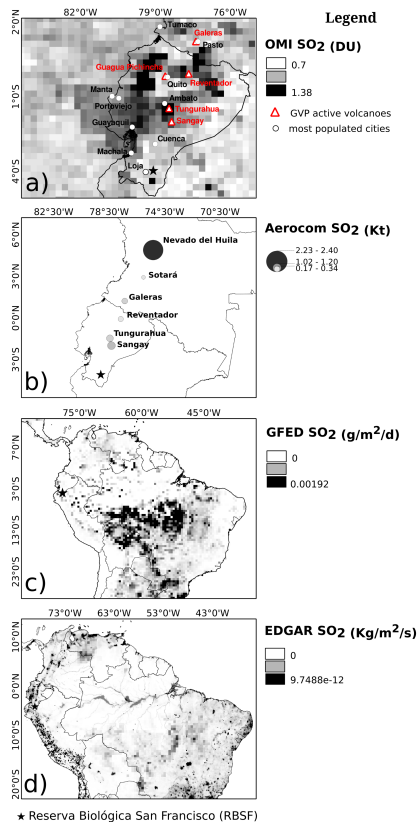 Legend
82°0'W 79°0'W 76°0'W
2°0'N
1°0'S
4°0'S
Tumaco
Galeras
Pasto
Guagua Pichincha
Quito
Reventador
Manta
Portoviejo
Ambato
Tungurahua
Guayaquil
Sangay
Cuenca
Machala
Loja
a)
OMI SO2 (DU)
0.7
1.38
GVP active volcanoes
most populated cities
82°30'W 78°30'W 74°30'W 70°30'W
6°0'N
3°0'N
0°0'N
3°0'S
Nevado del Huila
Sotará
Galeras
Reventador
Tungurahua
Sangay
b)
Aerocom SO2 (Kt)
2.23 - 2.40
1.02 - 1.20
0.17 - 0.34
75°0'W 60°0'W 45°0'W
7°0'N
3°0'S
13°0'S
23°0'S
c)
GFED SO2 (g/m2/d)
0
0.00192
73°0'W 63°0'W 53°0'W 43°0'W
10°0'N
0°0'N
10°0'S
20°0'S
d)
EDGAR SO2 (Kg/m2/s)
0
9.7488e-12
★ Reserva Biológica San Francisco (RBSF)